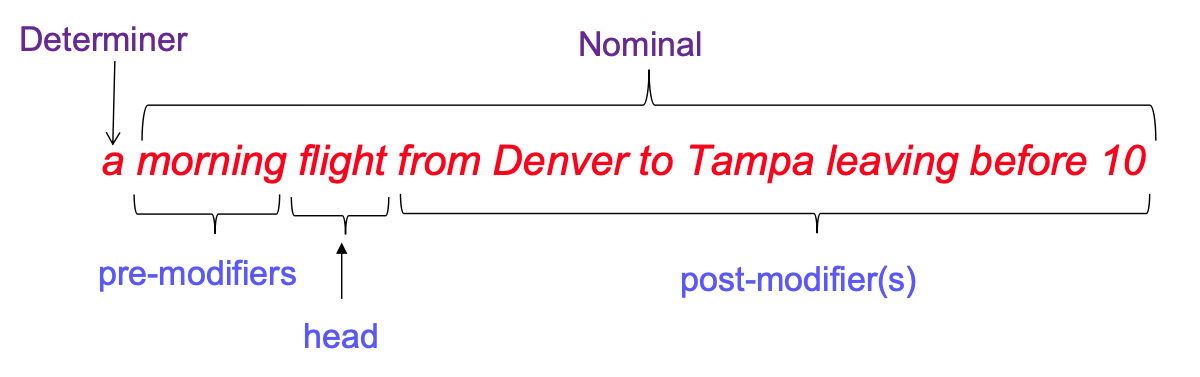 Determiner
Nominal
a morning flight from Denver to Tampa leaving before 10
pre-modifiers
post-modifier(s)
head